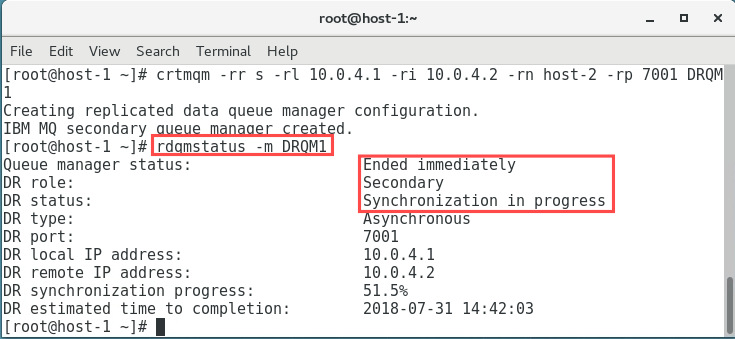 root@host-1:~
File Edit View Search Terminal Help
[root@host-1 ~]# crtmqm -rr s -rl 10.0.4.1 -ri 10.0.4.2 -rn host-2 -rp 7001 DRQM
1
Creating replicated data queue manager configuration.
IBM MQ secondary queue manager created.
[root@host-1 ~]# rdqmstatus -m DRQM1
Queue manager status: Ended immediately
DR role: Secondary
DR status: Synchronization in progress
DR type: Asynchronous
DR port: 7001
DR local IP address: 10.0.4.1
DR remote IP address: 10.0.4.2
DR synchronization progress: 51.5%
DR estimated time to completion: 2018-07-31 14:42:03
[root@host-1 ~]#